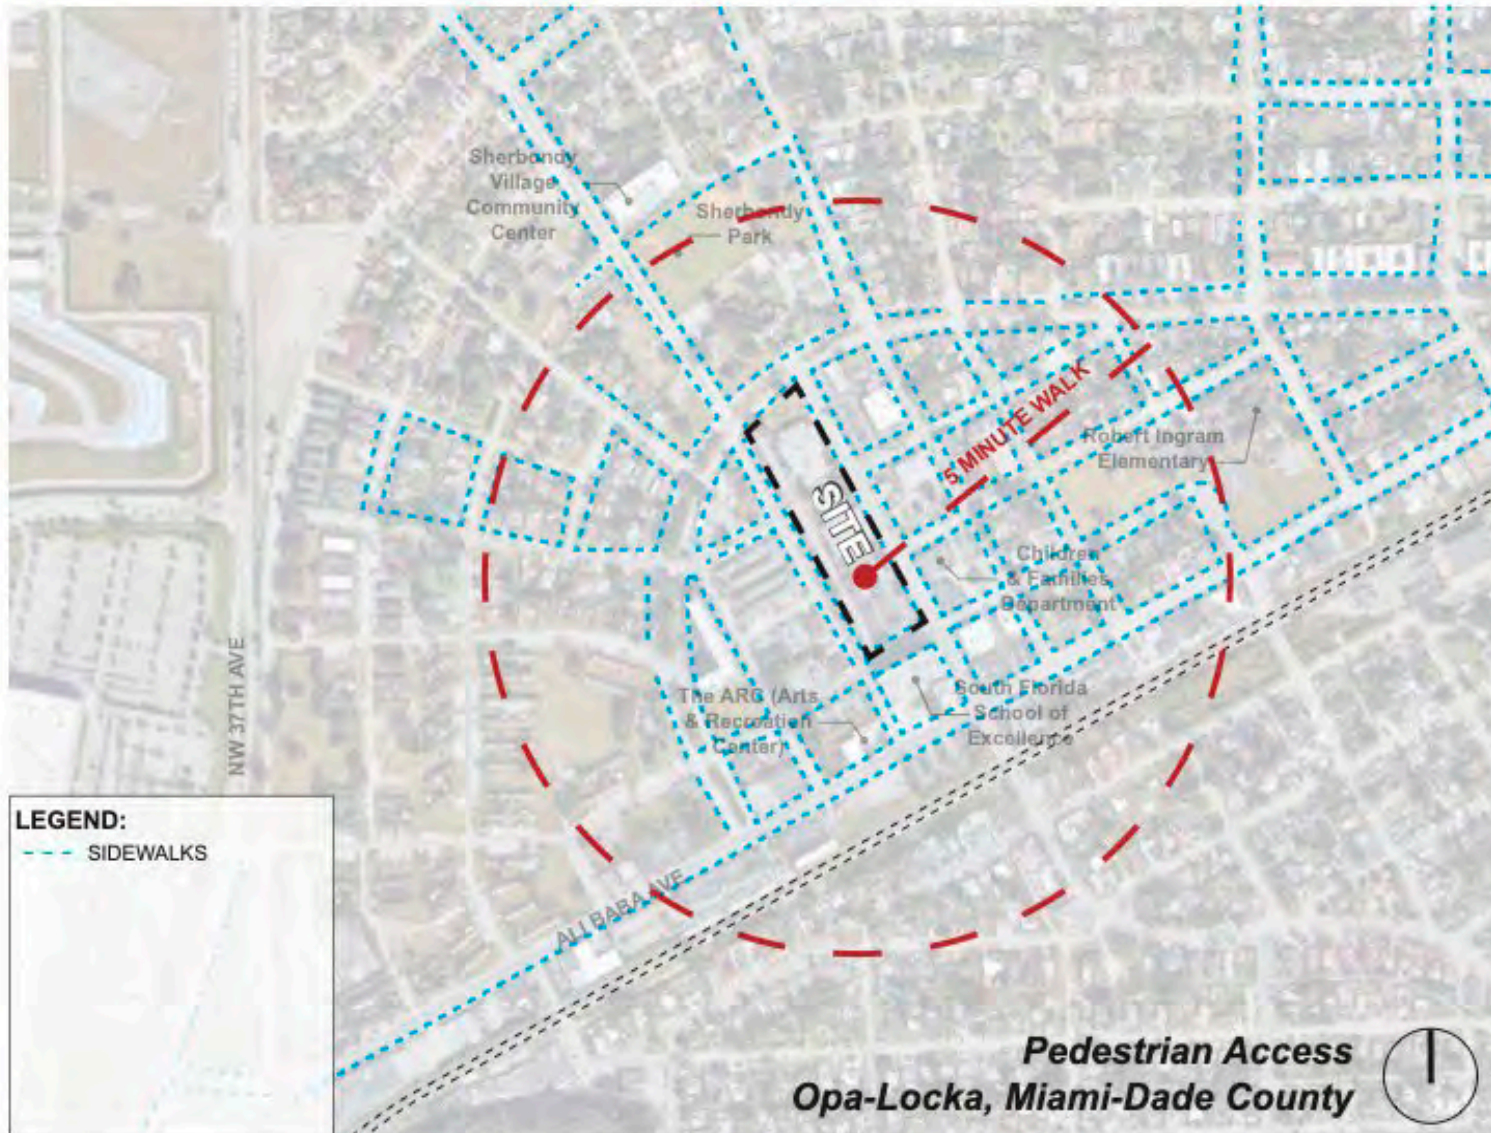 Sherbondy
Village
Community
Center
Sherbondy
Park
5 MINUTE WALK
Robert Ingram
Elementary
SITE
Children
& Families
Department
NW 37TH AVE
The ARC (Arts
& Recreation
Center)
South Florida
School of
Excellence
ALI BABA AVE
LEGEND:
SIDEWALKS
Pedestrian Access
Opa-Locka, Miami-Dade County